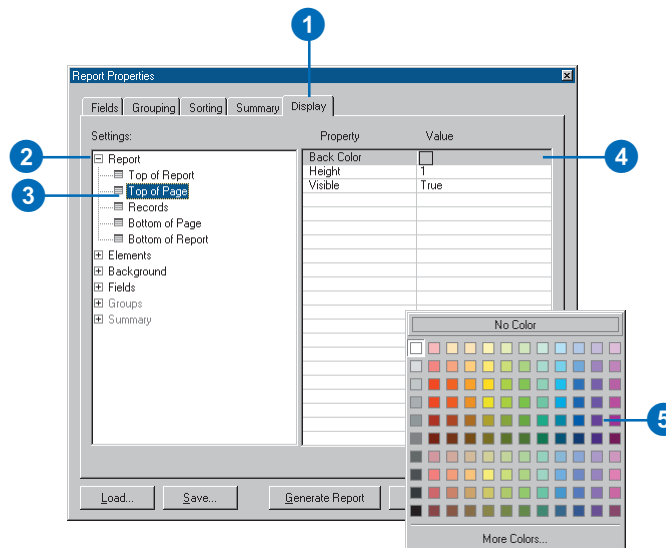 1
Report Properties
Fields Grouping Sorting Summary Display
Settings:
Property Value
2
Report
Top of Report
3
Top of Page
Records
Bottom of Page
Bottom of Report
Elements
Background
Fields
Groups
Summary
Back Color
4
Height 1
Visible True
No Color
5
More Colors...
Load... Save... Generate Report